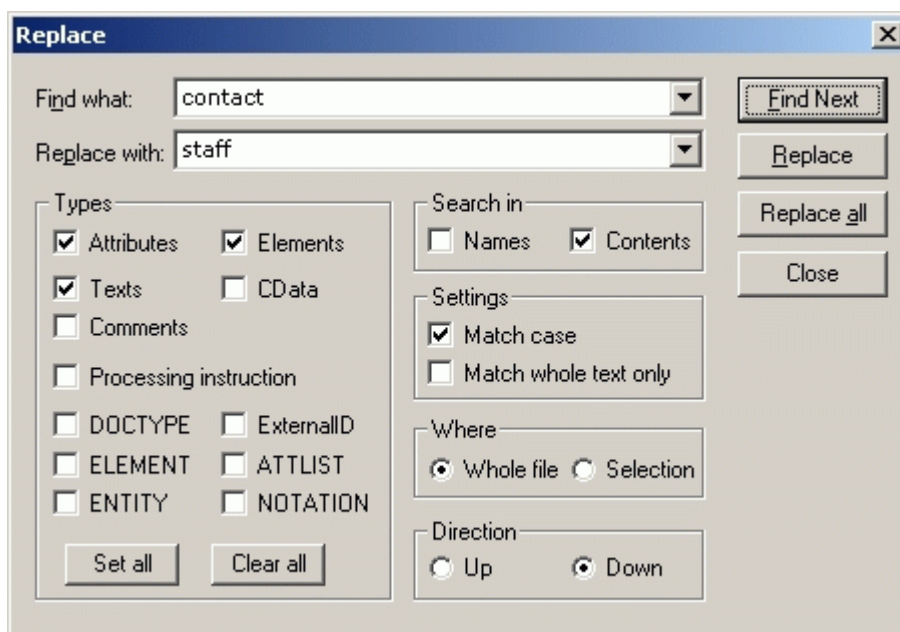 Replace
Find what: contact
Find Next
Replace with: staff
Replace
Types
Attributes Elements
Texts CData
Comments
Processing instruction
DOCTYPE ExternalID
ELEMENT ATTLIST
ENTITY NOTATION
Set all Clear all
Search in
Names Contents
Settings
Match case
Match whole text only
Where
Whole file Selection
Direction
Up Down
Replace all
Close